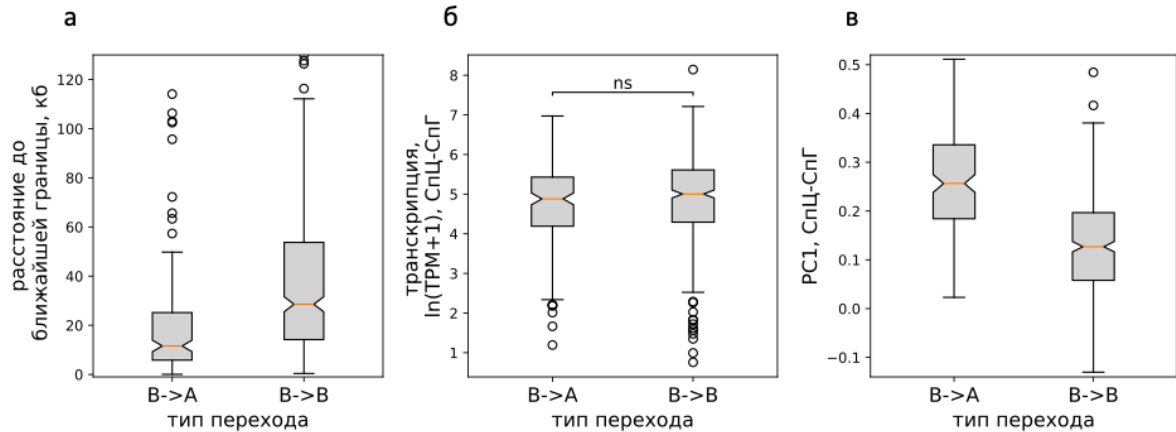 а
расстояние до
ближайшей границы, кб
120
100
80
60
40
20
0
B->A
B->B
тип перехода
б
транскрипция,
ln(TPM+1), СпЦ-СпГ
8
7
6
5
4
3
2
1
ns
B->A
B->B
тип перехода
в
PC1, СпЦ-СпГ
0.5
0.4
0.3
0.2
0.1
0.0
−0.1
B->A
B->B
тип перехода